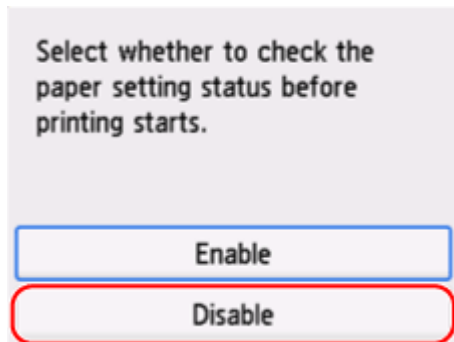 Select whether to check the
paper setting status before
printing starts.
Enable
Disable